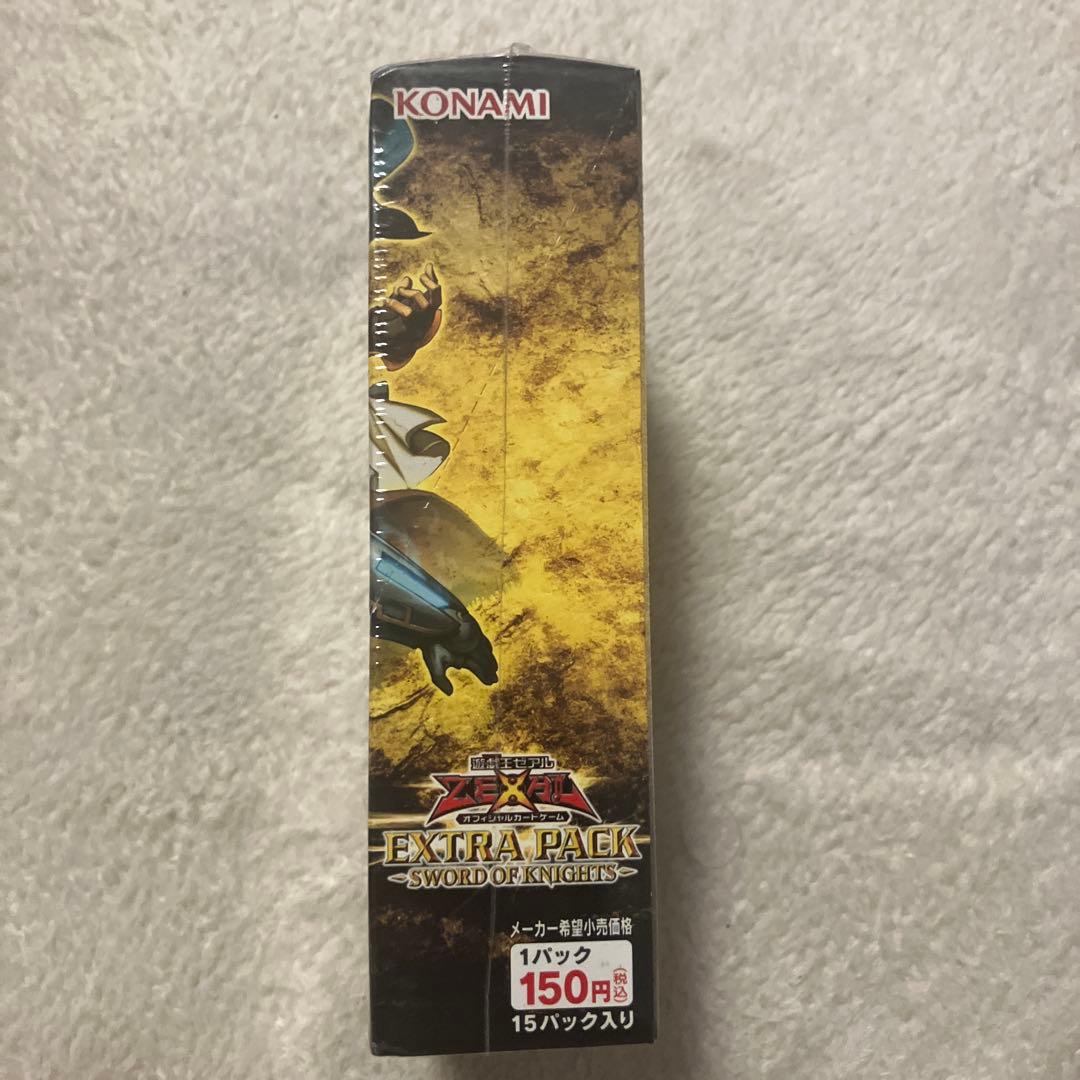 KONAMI
遊戯王ゼアル
ZEXAL
オフィシャルカードゲーム
EXTRA PACK
~SWORD OF KNIGHTS~
メーカー希望小売価格
1パック
150円(税込)
15パック入り